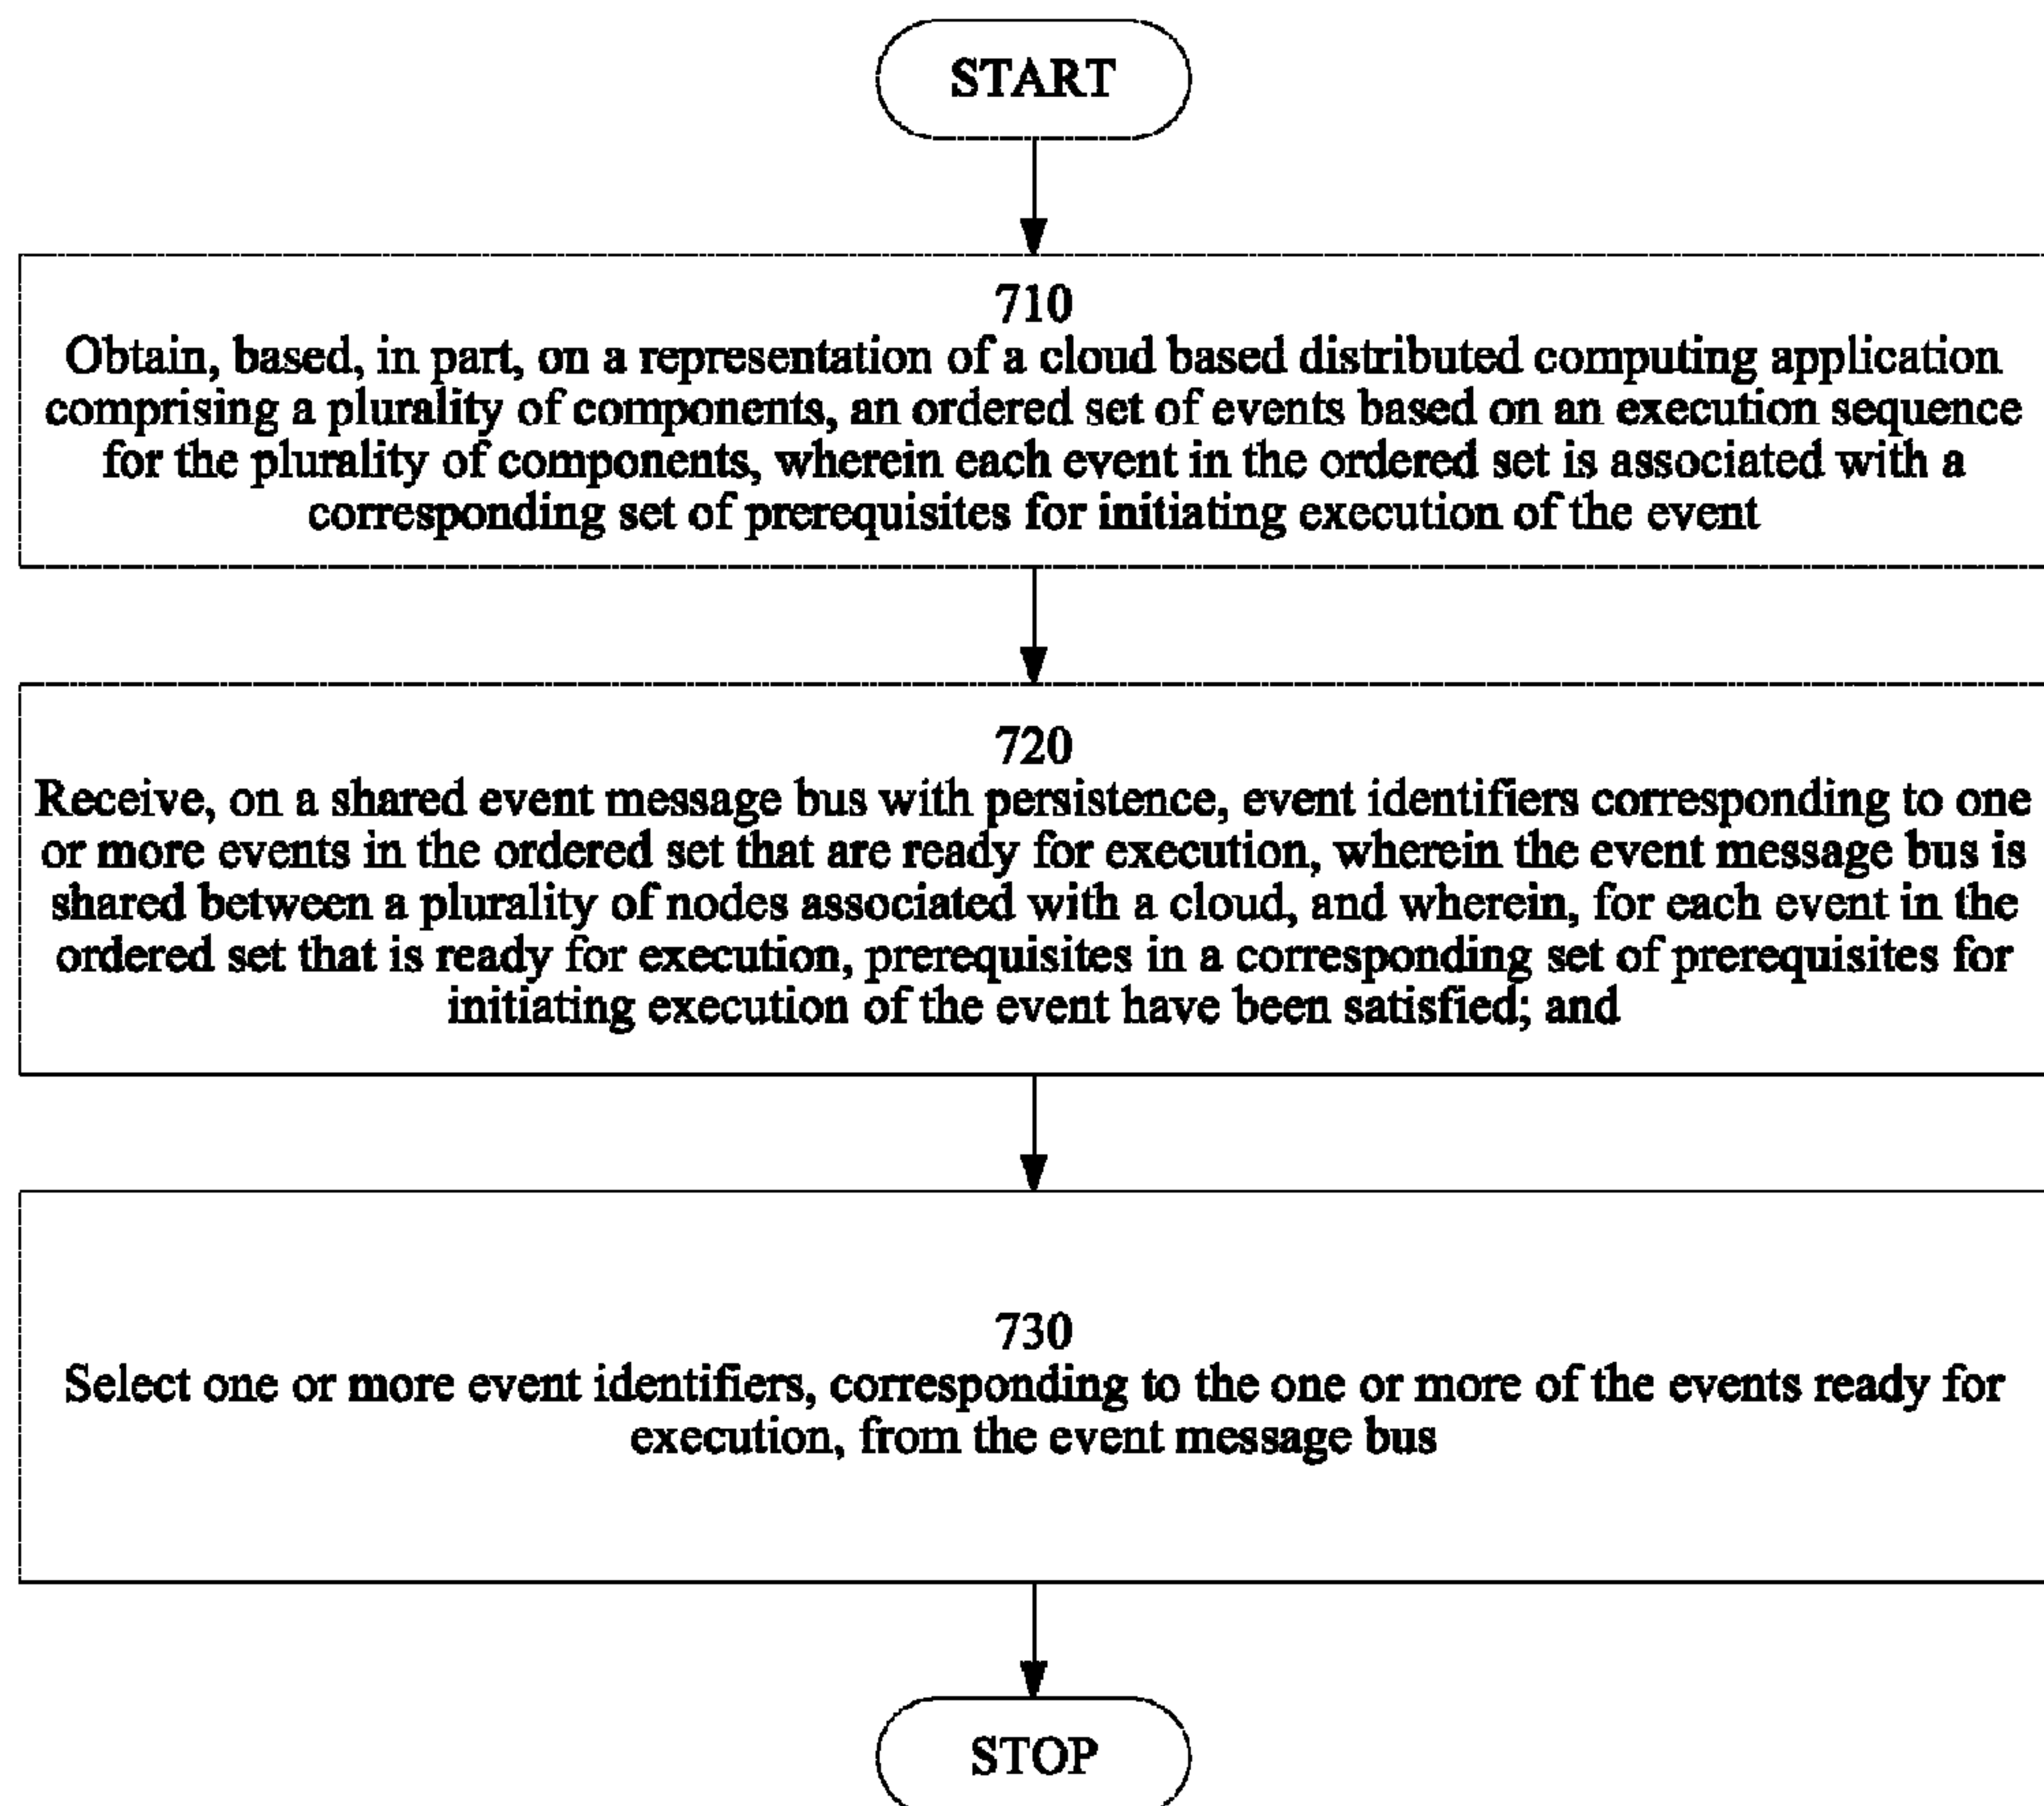 START
710
Obtain, based, in part, on a representation of a cloud based distributed computing application
comprising a plurality of components, an ordered set of events based on an execution sequence
for the plurality of components, wherein each event in the ordered set is associated with a
corresponding set of prerequisites for initiating execution of the event
720
Receive, on a shared event message bus with persistence, event identifiers corresponding to one
or more events in the ordered set that are ready for execution, wherein the event message bus is
shared between a plurality of nodes associated with a cloud, and wherein, for each event in the
ordered set that is ready for execution, prerequisites in a corresponding set of prerequisites for
initiating execution of the event have been satisfied; and
730
Select one or more event identifiers, corresponding to the one or more of the events ready for
execution, from the event message bus
STOP